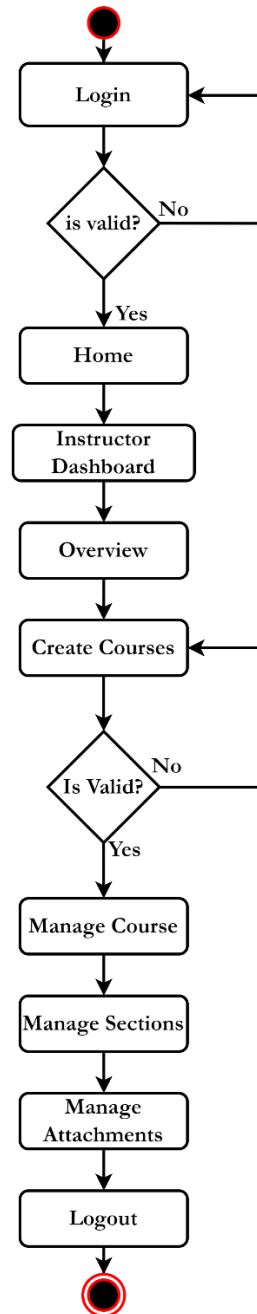 Login
is valid?
No
Yes
Home
Instructor
Dashboard
Overview
Create Courses
Is Valid?
No
Yes
Manage Course
Manage Sections
Manage
Attachments
Logout